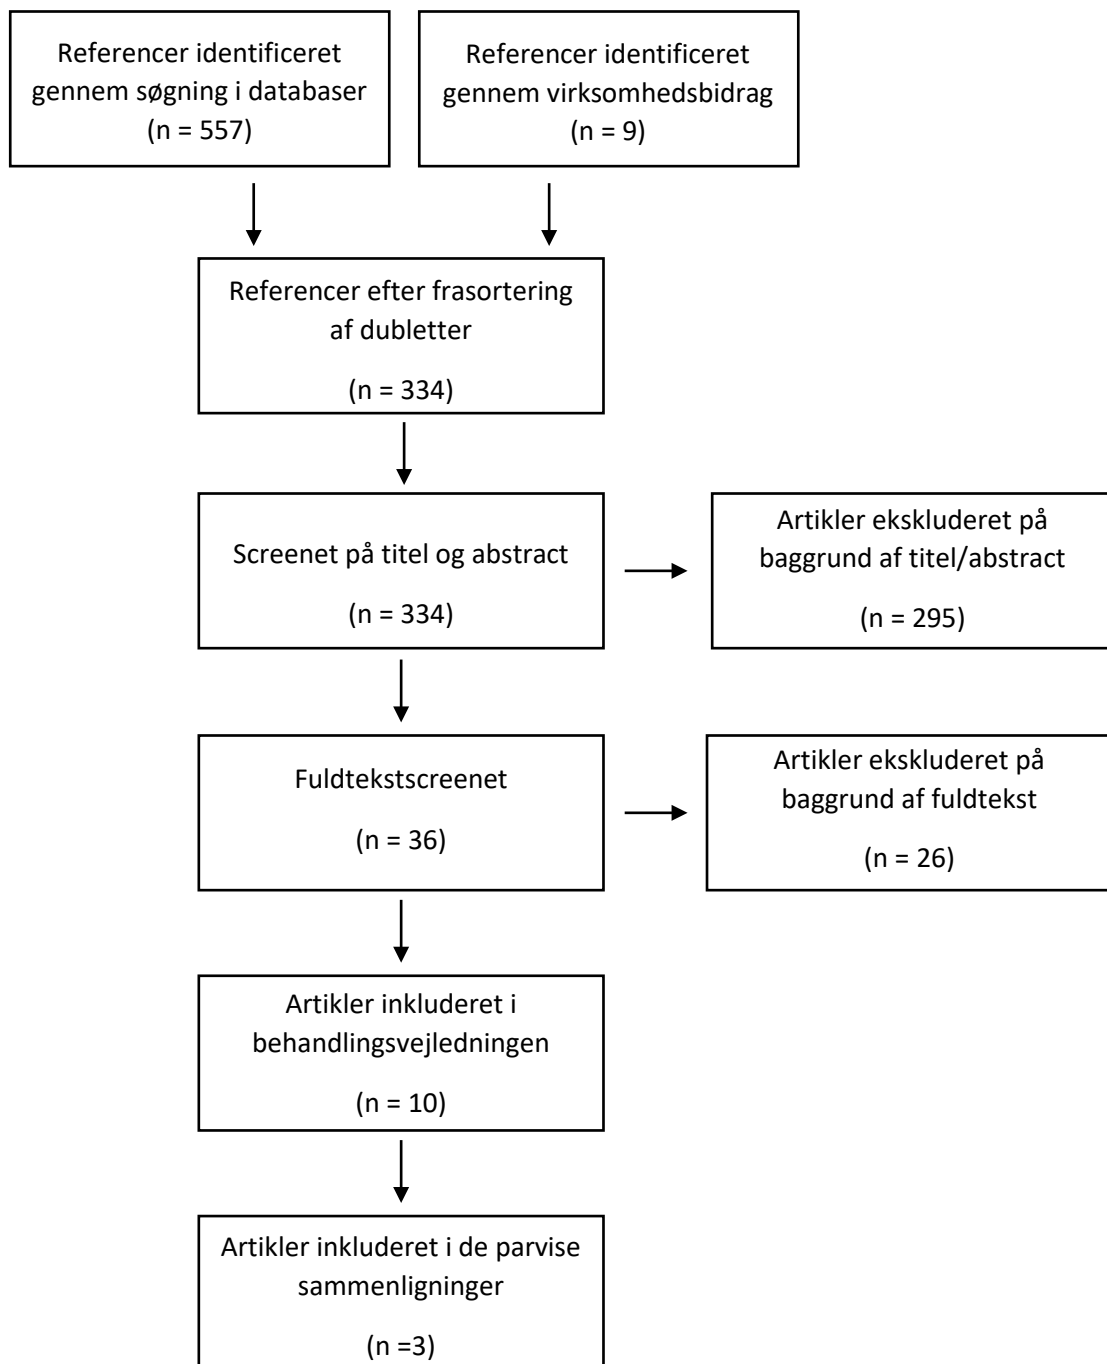 Referencer identificeret
gennem søgning i databaser
(n = 557)
Referencer identificeret
gennem virksomhedsbidrag
(n = 9)
Referencer efter frasortering
af dubletter
(n = 334)
Screenet på titel og abstract
(n = 334)
Artikler ekskluderet på
baggrund af titel/abstract
(n = 295)
Fuldtekstscreenet
(n = 36)
Artikler ekskluderet på
baggrund af fuldtekst
(n = 26)
Artikler inkluderet i
behandlingsvejledningen
(n = 10)
Artikler inkluderet i de parvise
sammenligninger
(n =3)